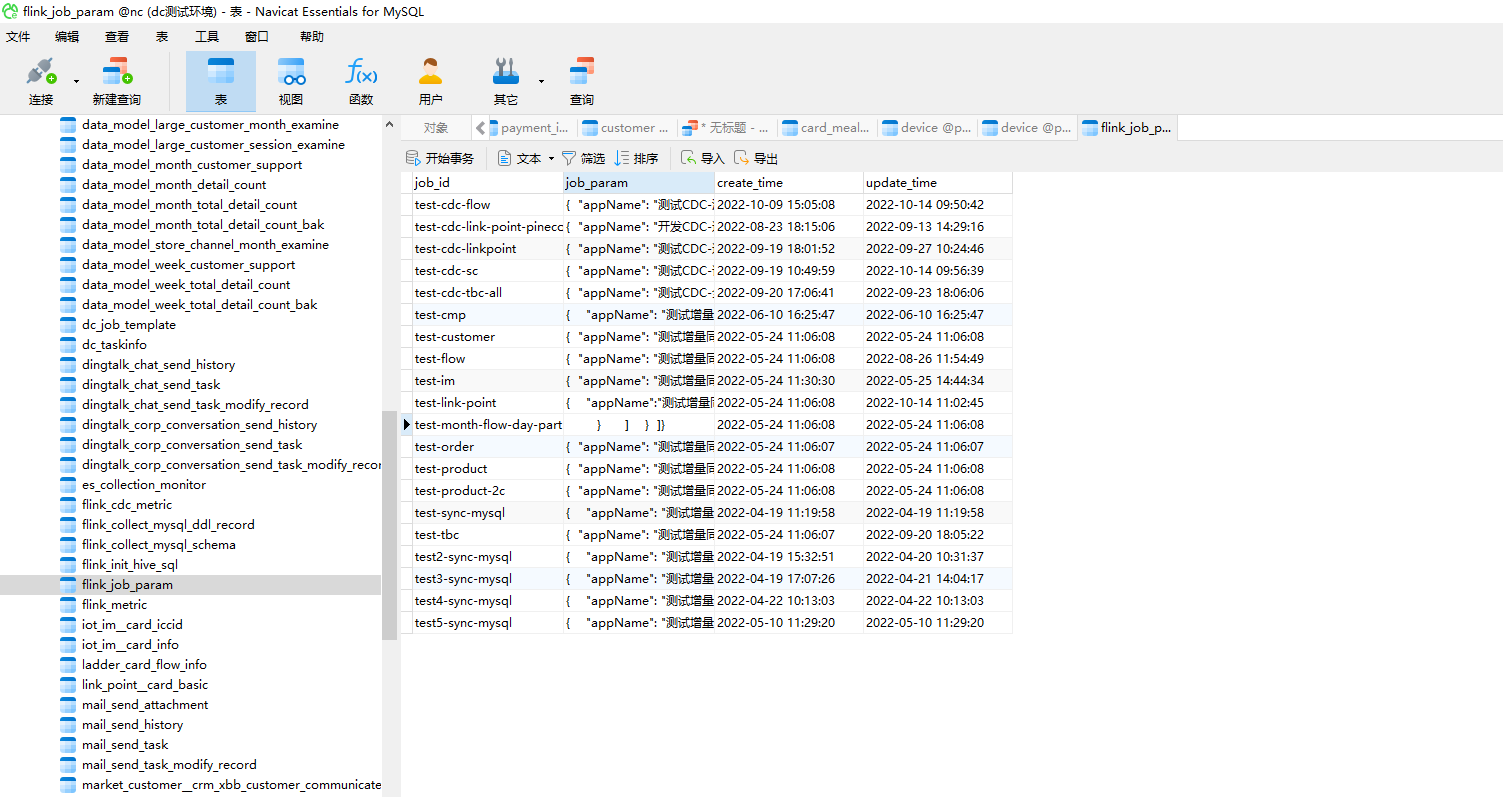 flink_job_param @nc (dc测试环境) - 表 - Navicat Essentials for MySQL
文件 编辑 查看 表 工具 窗口 帮助
连接 新建查询 表 视图 函数 用户 其它 查询
f(x)
data_model_large_customer_month_examine
data_model_large_customer_session_examine
data_model_month_customer_support
data_model_month_detail_count
data_model_month_total_detail_count
data_model_month_total_detail_count_bak
data_model_store_channel_month_examine
data_model_week_customer_support
data_model_week_total_detail_count
data_model_week_total_detail_count_bak
dc_job_template
dc_taskinfo
dingtalk_chat_send_history
dingtalk_chat_send_task
dingtalk_chat_send_task_modify_record
dingtalk_corp_conversation_send_history
dingtalk_corp_conversation_send_task
dingtalk_corp_conversation_send_task_modify_recor
es_collection_monitor
flink_cdc_metric
flink_collect_mysql_ddl_record
flink_collect_mysql_schema
flink_init_hive_sql
flink_job_param
flink_metric
iot_im__card_iccid
iot_im__card_info
ladder_card_flow_info
link_point__card_basic
mail_send_attachment
mail_send_history
mail_send_task
mail_send_task_modify_record
market_customer__crm_xbb_customer_communicate
对象 payment_i... customer ... * 无标题 - ... card_meal... device @p... device @p... flink_job_p...
开始事务 文本 筛选 排序 导入 导出
job_id job_param create_time update_time
test-cdc-flow { "appName": "测试CDC- 2022-10-09 15:05:08 2022-10-14 09:50:42
test-cdc-link-point-pinecc { "appName": "开发CDC- 2022-08-23 18:15:06 2022-09-13 14:29:16
test-cdc-linkpoint { "appName": "测试CDC- 2022-09-19 18:01:52 2022-09-27 10:24:46
test-cdc-sc { "appName": "测试CDC- 2022-09-19 10:49:59 2022-10-14 09:56:39
test-cdc-tbc-all { "appName": "测试CDC- 2022-09-20 17:06:41 2022-09-23 18:06:06
test-cmp { "appName": "测试增量 2022-06-10 16:25:47 2022-06-10 16:25:47
test-customer { "appName": "测试增量同 2022-05-24 11:06:08 2022-05-24 11:06:08
test-flow { "appName": "测试增量同 2022-05-24 11:06:08 2022-08-26 11:54:49
test-im { "appName": "测试增量同 2022-05-24 11:30:30 2022-05-25 14:44:34
test-link-point { "appName":"测试增量同 2022-05-24 11:06:08 2022-10-14 11:02:45
test-month-flow-day-part } ] } ]} 2022-05-24 11:06:08 2022-05-24 11:06:08
test-order { "appName": "测试增量同 2022-05-24 11:06:07 2022-05-24 11:06:07
test-product { "appName": "测试增量同 2022-05-24 11:06:08 2022-05-24 11:06:08
test-product-2c { "appName": "测试增量同 2022-05-24 11:06:08 2022-05-24 11:06:08
test-sync-mysql { "appName": "测试增量 2022-04-19 11:19:58 2022-04-19 11:19:58
test-tbc { "appName": "测试增量同 2022-05-24 11:06:07 2022-09-20 18:05:22
test2-sync-mysql { "appName": "测试增量 2022-04-19 15:32:51 2022-04-20 10:31:37
test3-sync-mysql { "appName": "测试增量 2022-04-19 17:07:26 2022-04-21 14:04:17
test4-sync-mysql { "appName": "测试增量 2022-04-22 10:13:03 2022-04-22 10:13:03
test5-sync-mysql { "appName": "测试增量 2022-05-10 11:29:20 2022-05-10 11:29:20